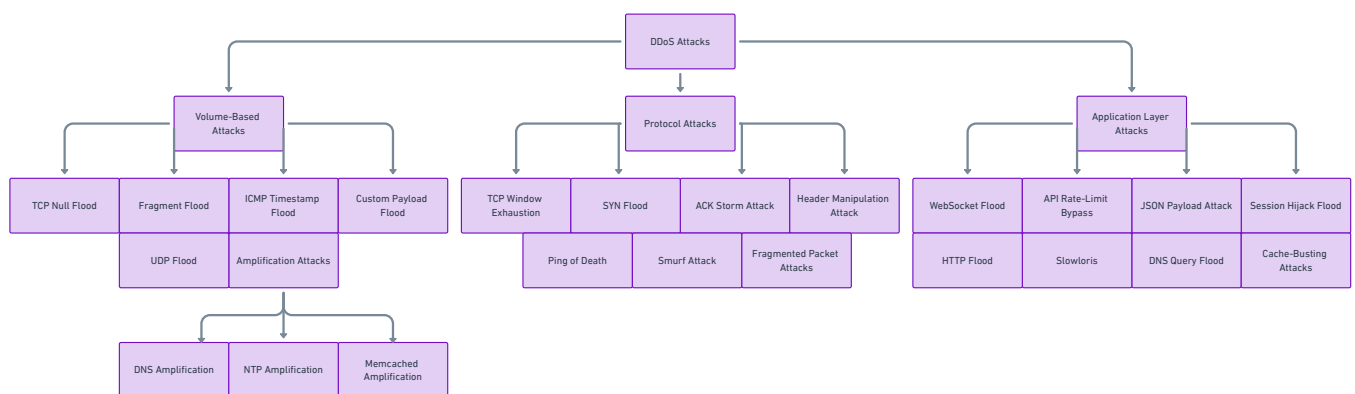 DDoS Attacks
Volume-Based
Attacks
Protocol Attacks
Application Layer
Attacks
TCP Null Flood
Fragment Flood
ICMP Timestamp
Flood
Custom Payload
Flood
TCP Window
Exhaustion
SYN Flood
ACK Storm Attack
Header Manipulation
Attack
WebSocket Flood
API Rate-Limit
Bypass
JSON Payload Attack
Session Hijack Flood
UDP Flood
Amplification Attacks
Ping of Death
Smurf Attack
Fragmented Packet
Attacks
HTTP Flood
Slowloris
DNS Query Flood
Cache-Busting
Attacks
DNS Amplification
NTP Amplification
Memcached
Amplification